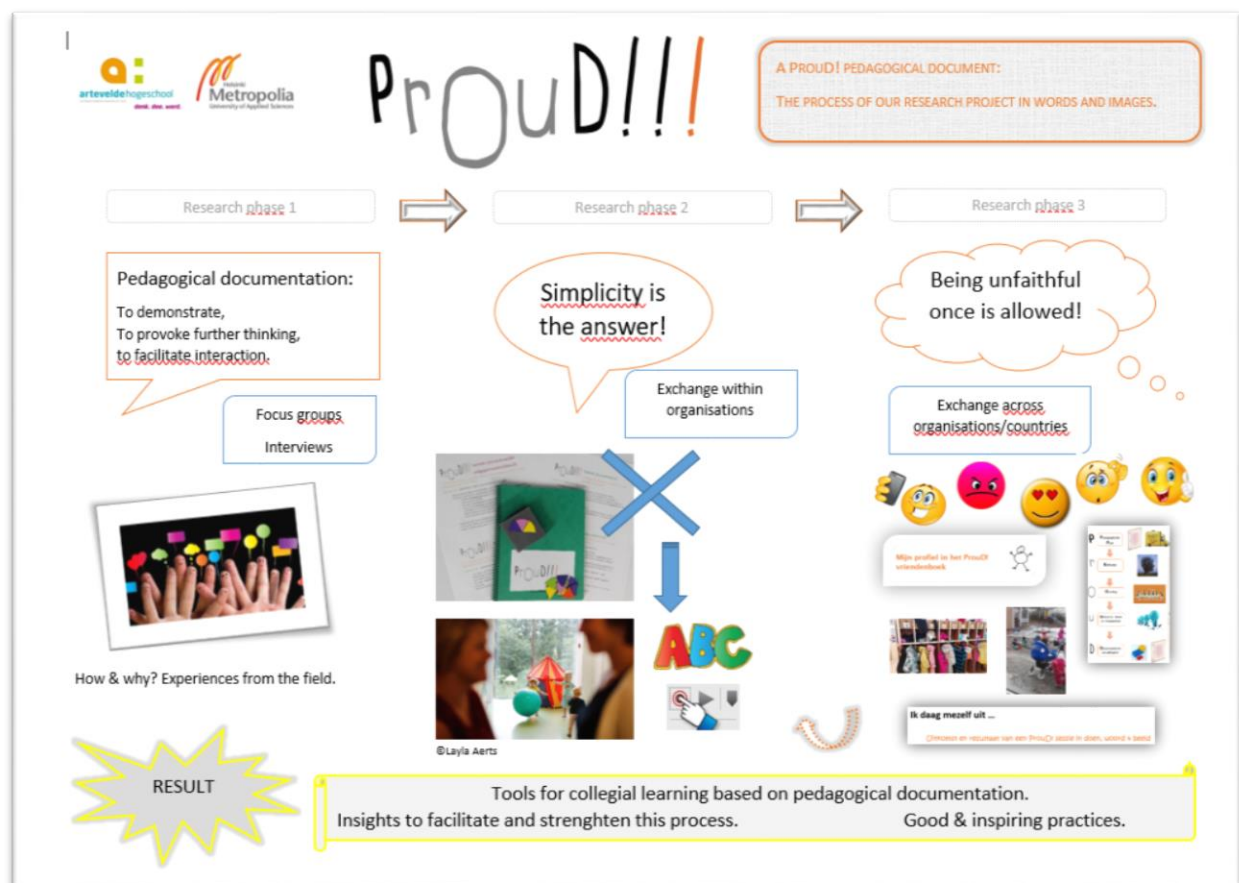 a:
arteveldehogeschool
denk. doe. word.
Helsinki
Metropolia
University of Applied Sciences
ProuD!!!
A PROUD! PEDAGOGICAL DOCUMENT:
THE PROCESS OF OUR RESEARCH PROJECT IN WORDS AND IMAGES.
Research phase 1
Research phase 2
Research phase 3
Pedagogical documentation:
To demonstrate,
To provoke further thinking,
to facilitate interaction.
Focus groups
Interviews
Simplicity is
the answer!
Exchange within
organisations
Being unfaithful
once is allowed!
Exchange across
organisations/countries
ProuD!!!
ABC
Mijn profiel in het ProuD!
vriendenboek
P
r
O
u
D
How & why? Experiences from the field.
©Layla Aerts
Ik daag mezelf uit ...
RESULT
Tools for collegial learning based on pedagogical documentation.
Insights to facilitate and strenghten this process. Good & inspiring practices.